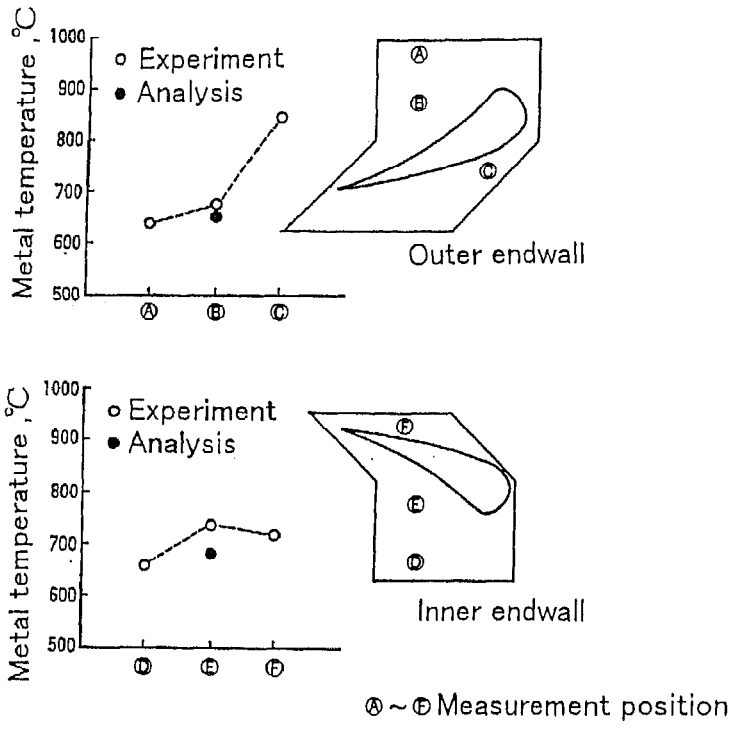 Metal temperature, °C
1000
900
800
700
600
500
○ Experiment
● Analysis
Ⓐ Ⓑ Ⓒ
Ⓐ
Ⓑ
Ⓒ
Outer endwall
Metal temperature, °C
1000
900
800
700
600
500
○ Experiment
● Analysis
Ⓓ Ⓔ Ⓕ
Ⓕ
Ⓔ
Ⓓ
Inner endwall
Ⓐ~Ⓕ Measurement position